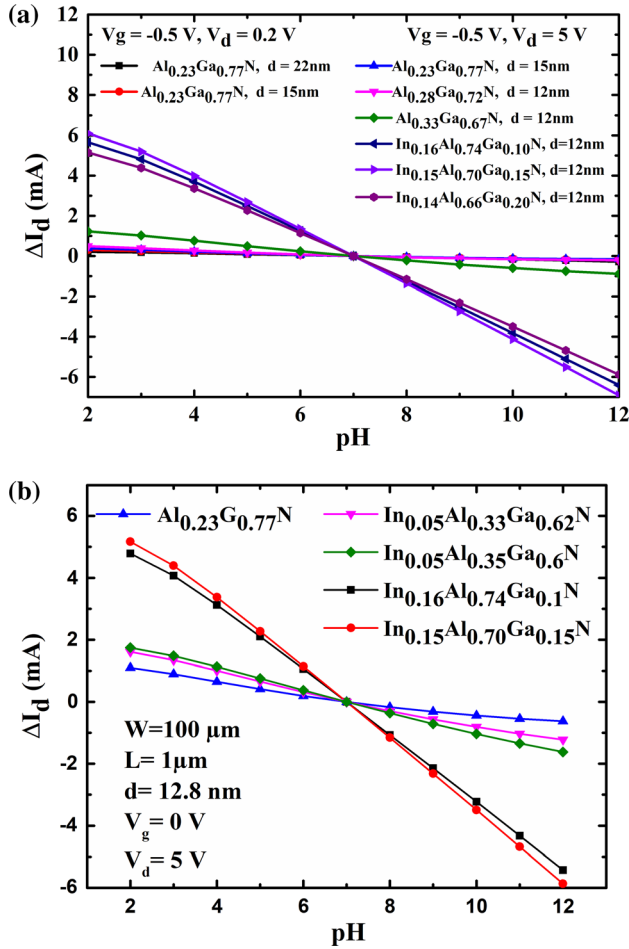 (a)
12
10
8
6
4
2
0
-2
-4
-6
Vg = -0.5 V, Vd = 0.2 V
Vg = -0.5 V, Vd = 5 V
Al0.23Ga0.77N, d = 22nm
Al0.23Ga0.77N, d = 15nm
Al0.23Ga0.77N, d = 15nm
Al0.28Ga0.72N, d = 12nm
Al0.33Ga0.67N, d = 12nm
In0.16Al0.74Ga0.10N, d=12nm
In0.15Al0.70Ga0.15N, d=12nm
In0.14Al0.66Ga0.20N, d=12nm
ΔId (mA)
2 4 6 8 10 12
pH
(b)
6
4
2
0
-2
-4
-6
Al0.23G0.77N
In0.05Al0.33Ga0.62N
In0.05Al0.35Ga0.6N
In0.16Al0.74Ga0.1N
In0.15Al0.70Ga0.15N
ΔId (mA)
W=100 µm
L= 1µm
d= 12.8 nm
Vg=0 V
Vd= 5 V
2 4 6 8 10 12
pH